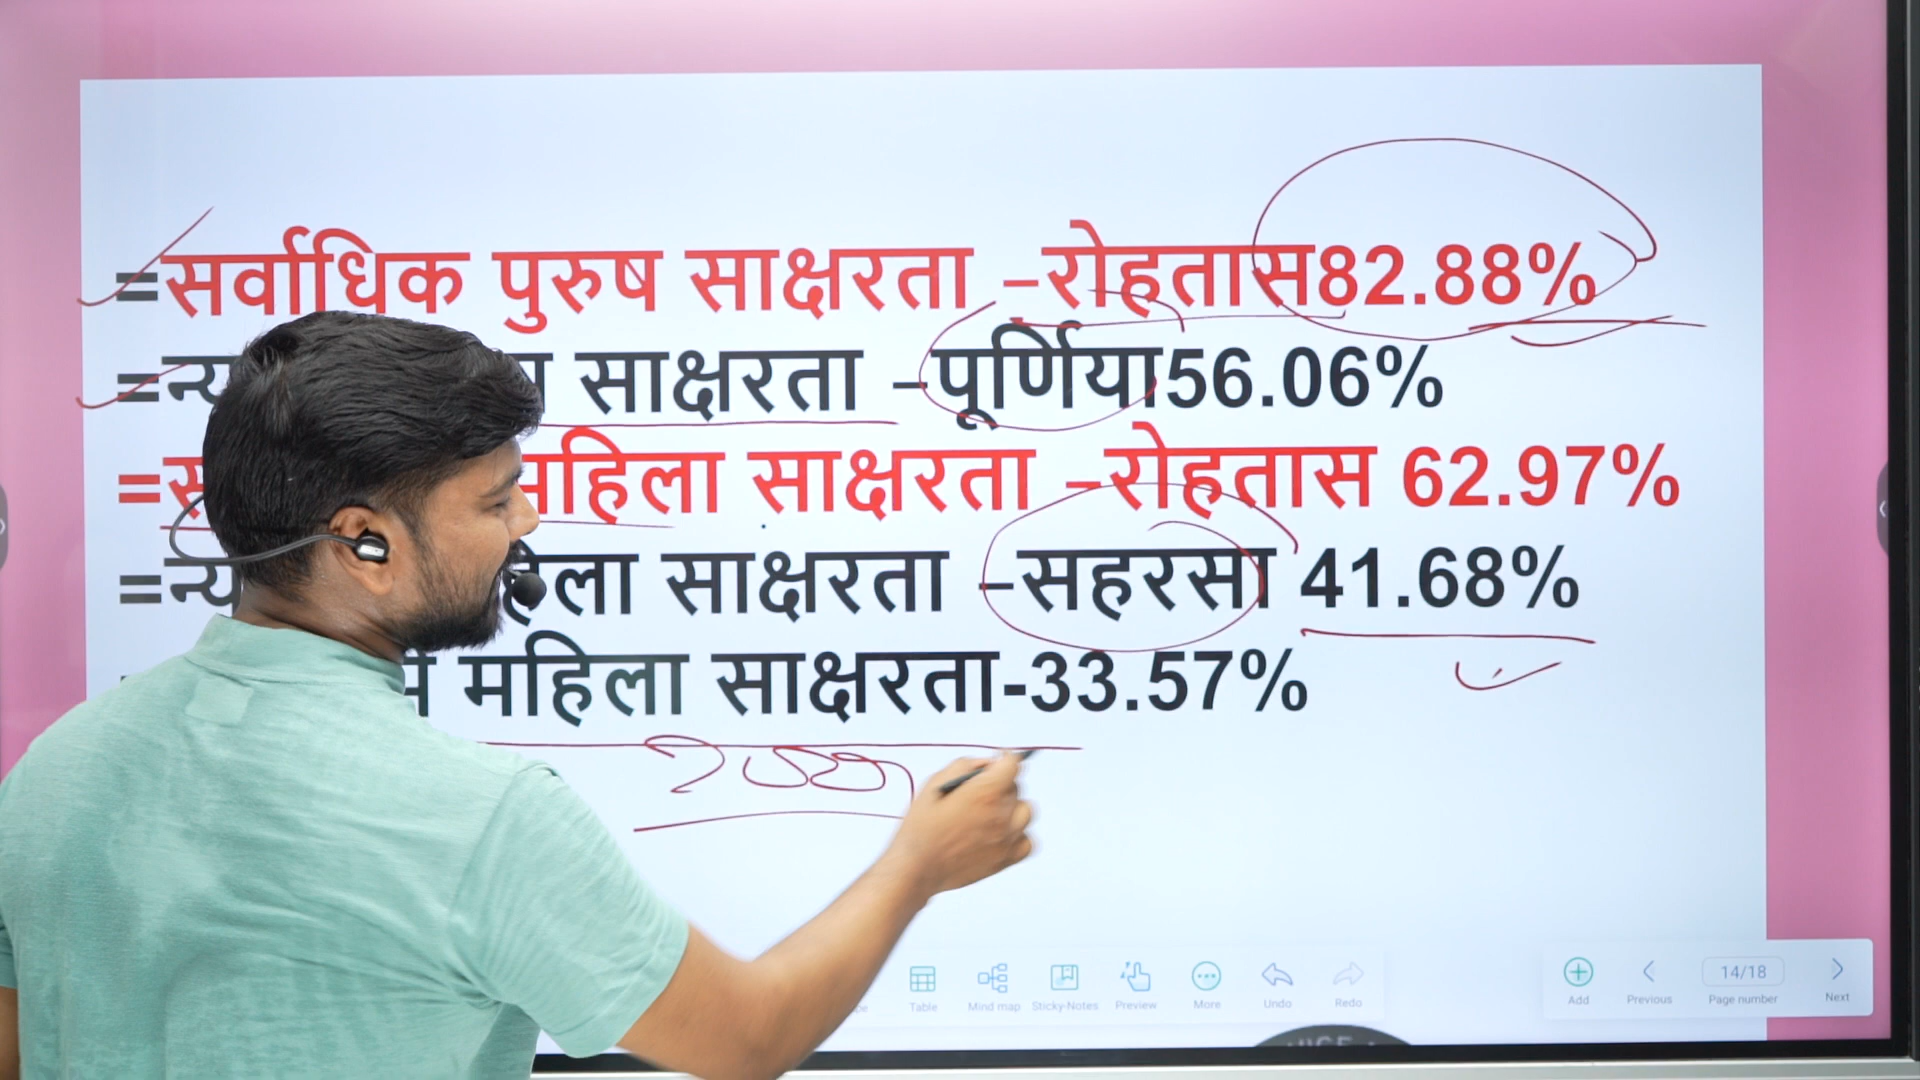 =सर्वाधिक पुरुष साक्षरता –रोहतास82.88%
साक्षरता –पूर्णिया56.06%
महिला साक्षरता –रोहतास 62.97%
साक्षरता –सहरसा 41.68%
महिला साक्षरता-33.57%
Table Mind map Sticky-Notes Preview More Undo Redo
Add Previous 14/18 Page number Next